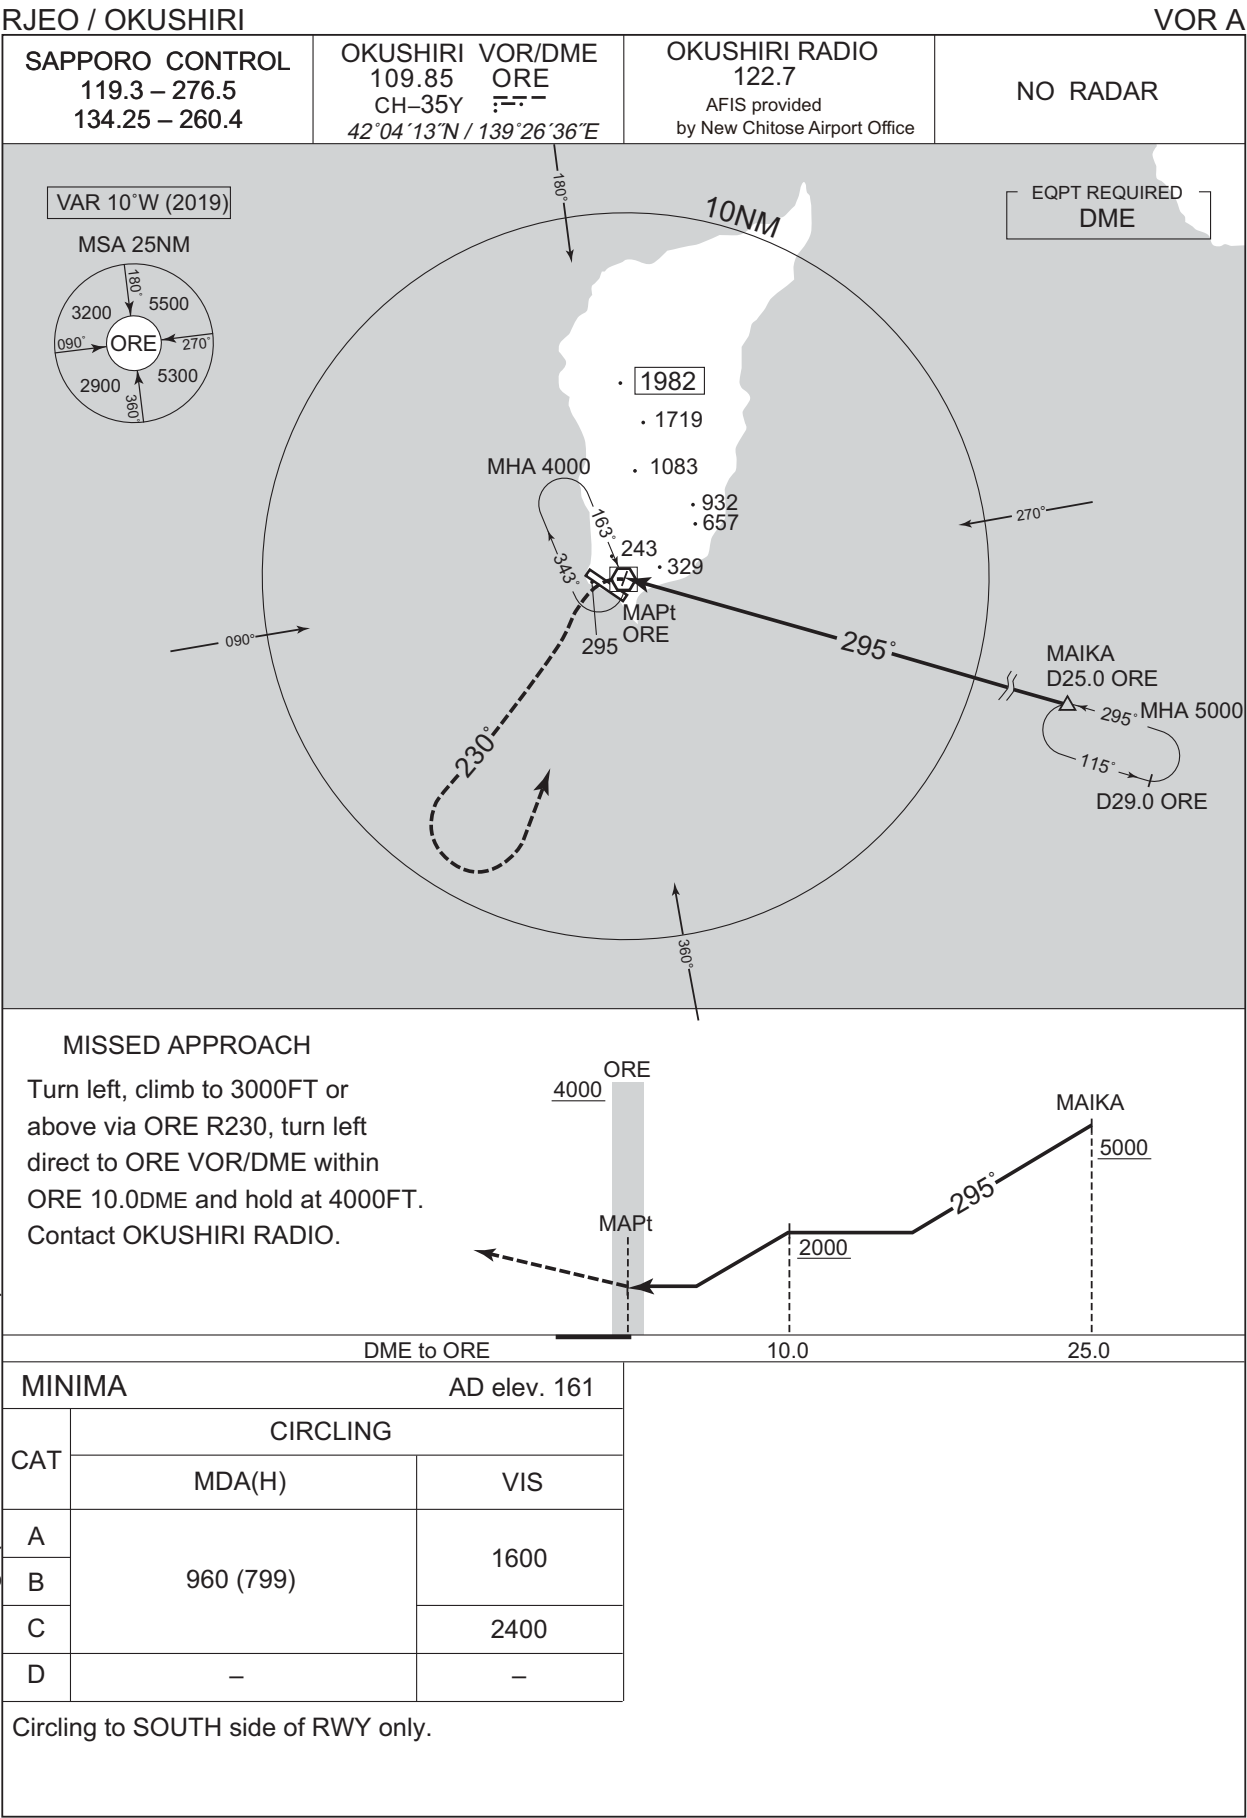 RJEO / OKUSHIRI
VOR A
SAPPORO CONTROL
119.3 – 276.5
134.25 – 260.4
OKUSHIRI VOR/DME
109.85 ORE
CH–35Y
42°04´13˝N / 139°26´36˝E
OKUSHIRI RADIO
122.7
AFIS provided
by New Chitose Airport Office
NO RADAR
VAR 10°W (2019)
MSA 25NM
180°
3200
5500
090°
ORE
270°
2900
5300
360°
180°
10NM
EQPT REQUIRED
DME
1982
1719
MHA 4000
1083
932
657
163°
343°
243
329
270°
090°
MAPt
ORE
295
295°
MAIKA
D25.0 ORE
295°
MHA 5000
115°
D29.0 ORE
230°
360°
MISSED APPROACH
Turn left, climb to 3000FT or
above via ORE R230, turn left
direct to ORE VOR/DME within
ORE 10.0DME and hold at 4000FT.
Contact OKUSHIRI RADIO.
ORE
4000
MAIKA
5000
295°
MAPt
2000
DME to ORE
10.0
25.0
MINIMA
AD elev. 161
CAT
CIRCLING
MDA(H)
VIS
A
1600
B
960 (799)
C
2400
D
–
–
Circling to SOUTH side of RWY only.